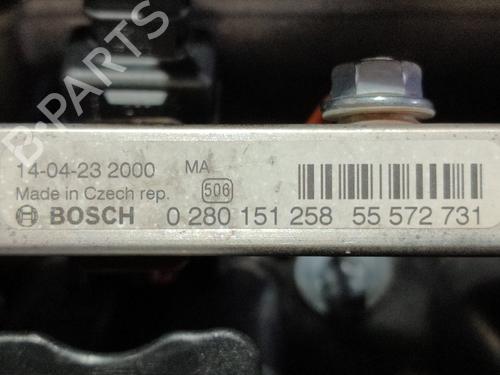 B-PARTS
14-04-23 2000 MA
Made in Czech rep. 506
BOSCH 0 280 151 258 55 572 731